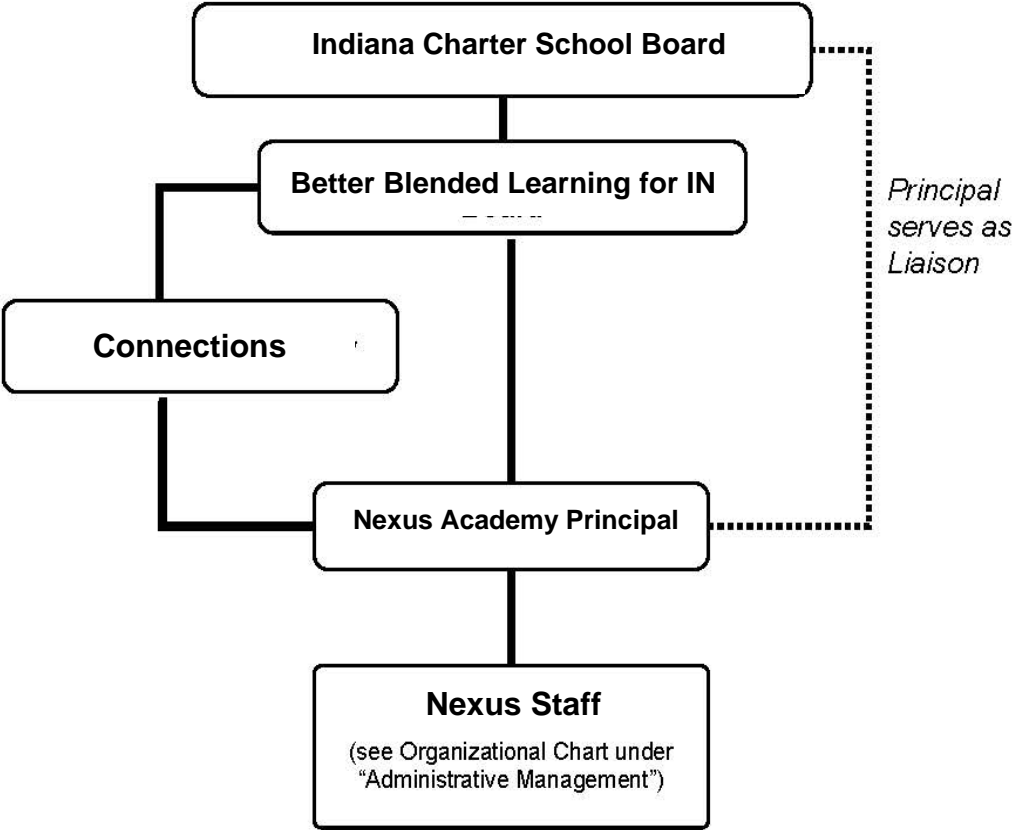 Indiana Charter School Board
Better Blended Learning for IN
Principal
serves as
Liaison
Connections
Nexus Academy Principal
Nexus Staff
(see Organizational Chart under
“Administrative Management”)